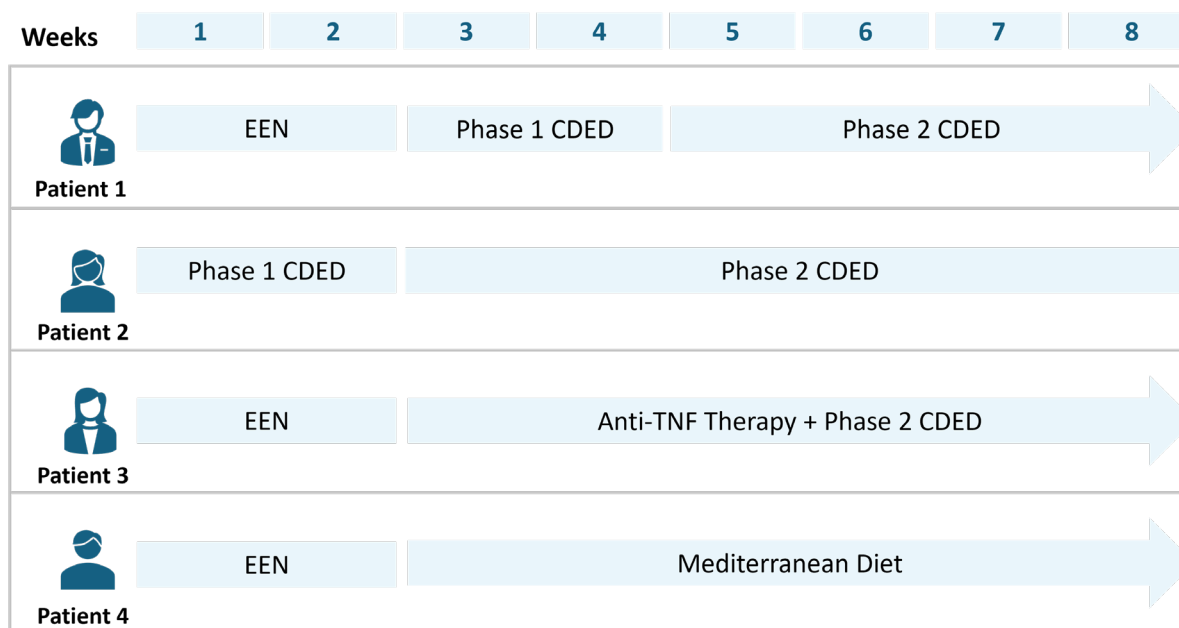 Weeks 1 2 3 4 5 6 7 8
EEN Phase 1 CDED Phase 2 CDED
Patient 1
Phase 1 CDED Phase 2 CDED
Patient 2
EEN Anti-TNF Therapy + Phase 2 CDED
Patient 3
EEN Mediterranean Diet
Patient 4